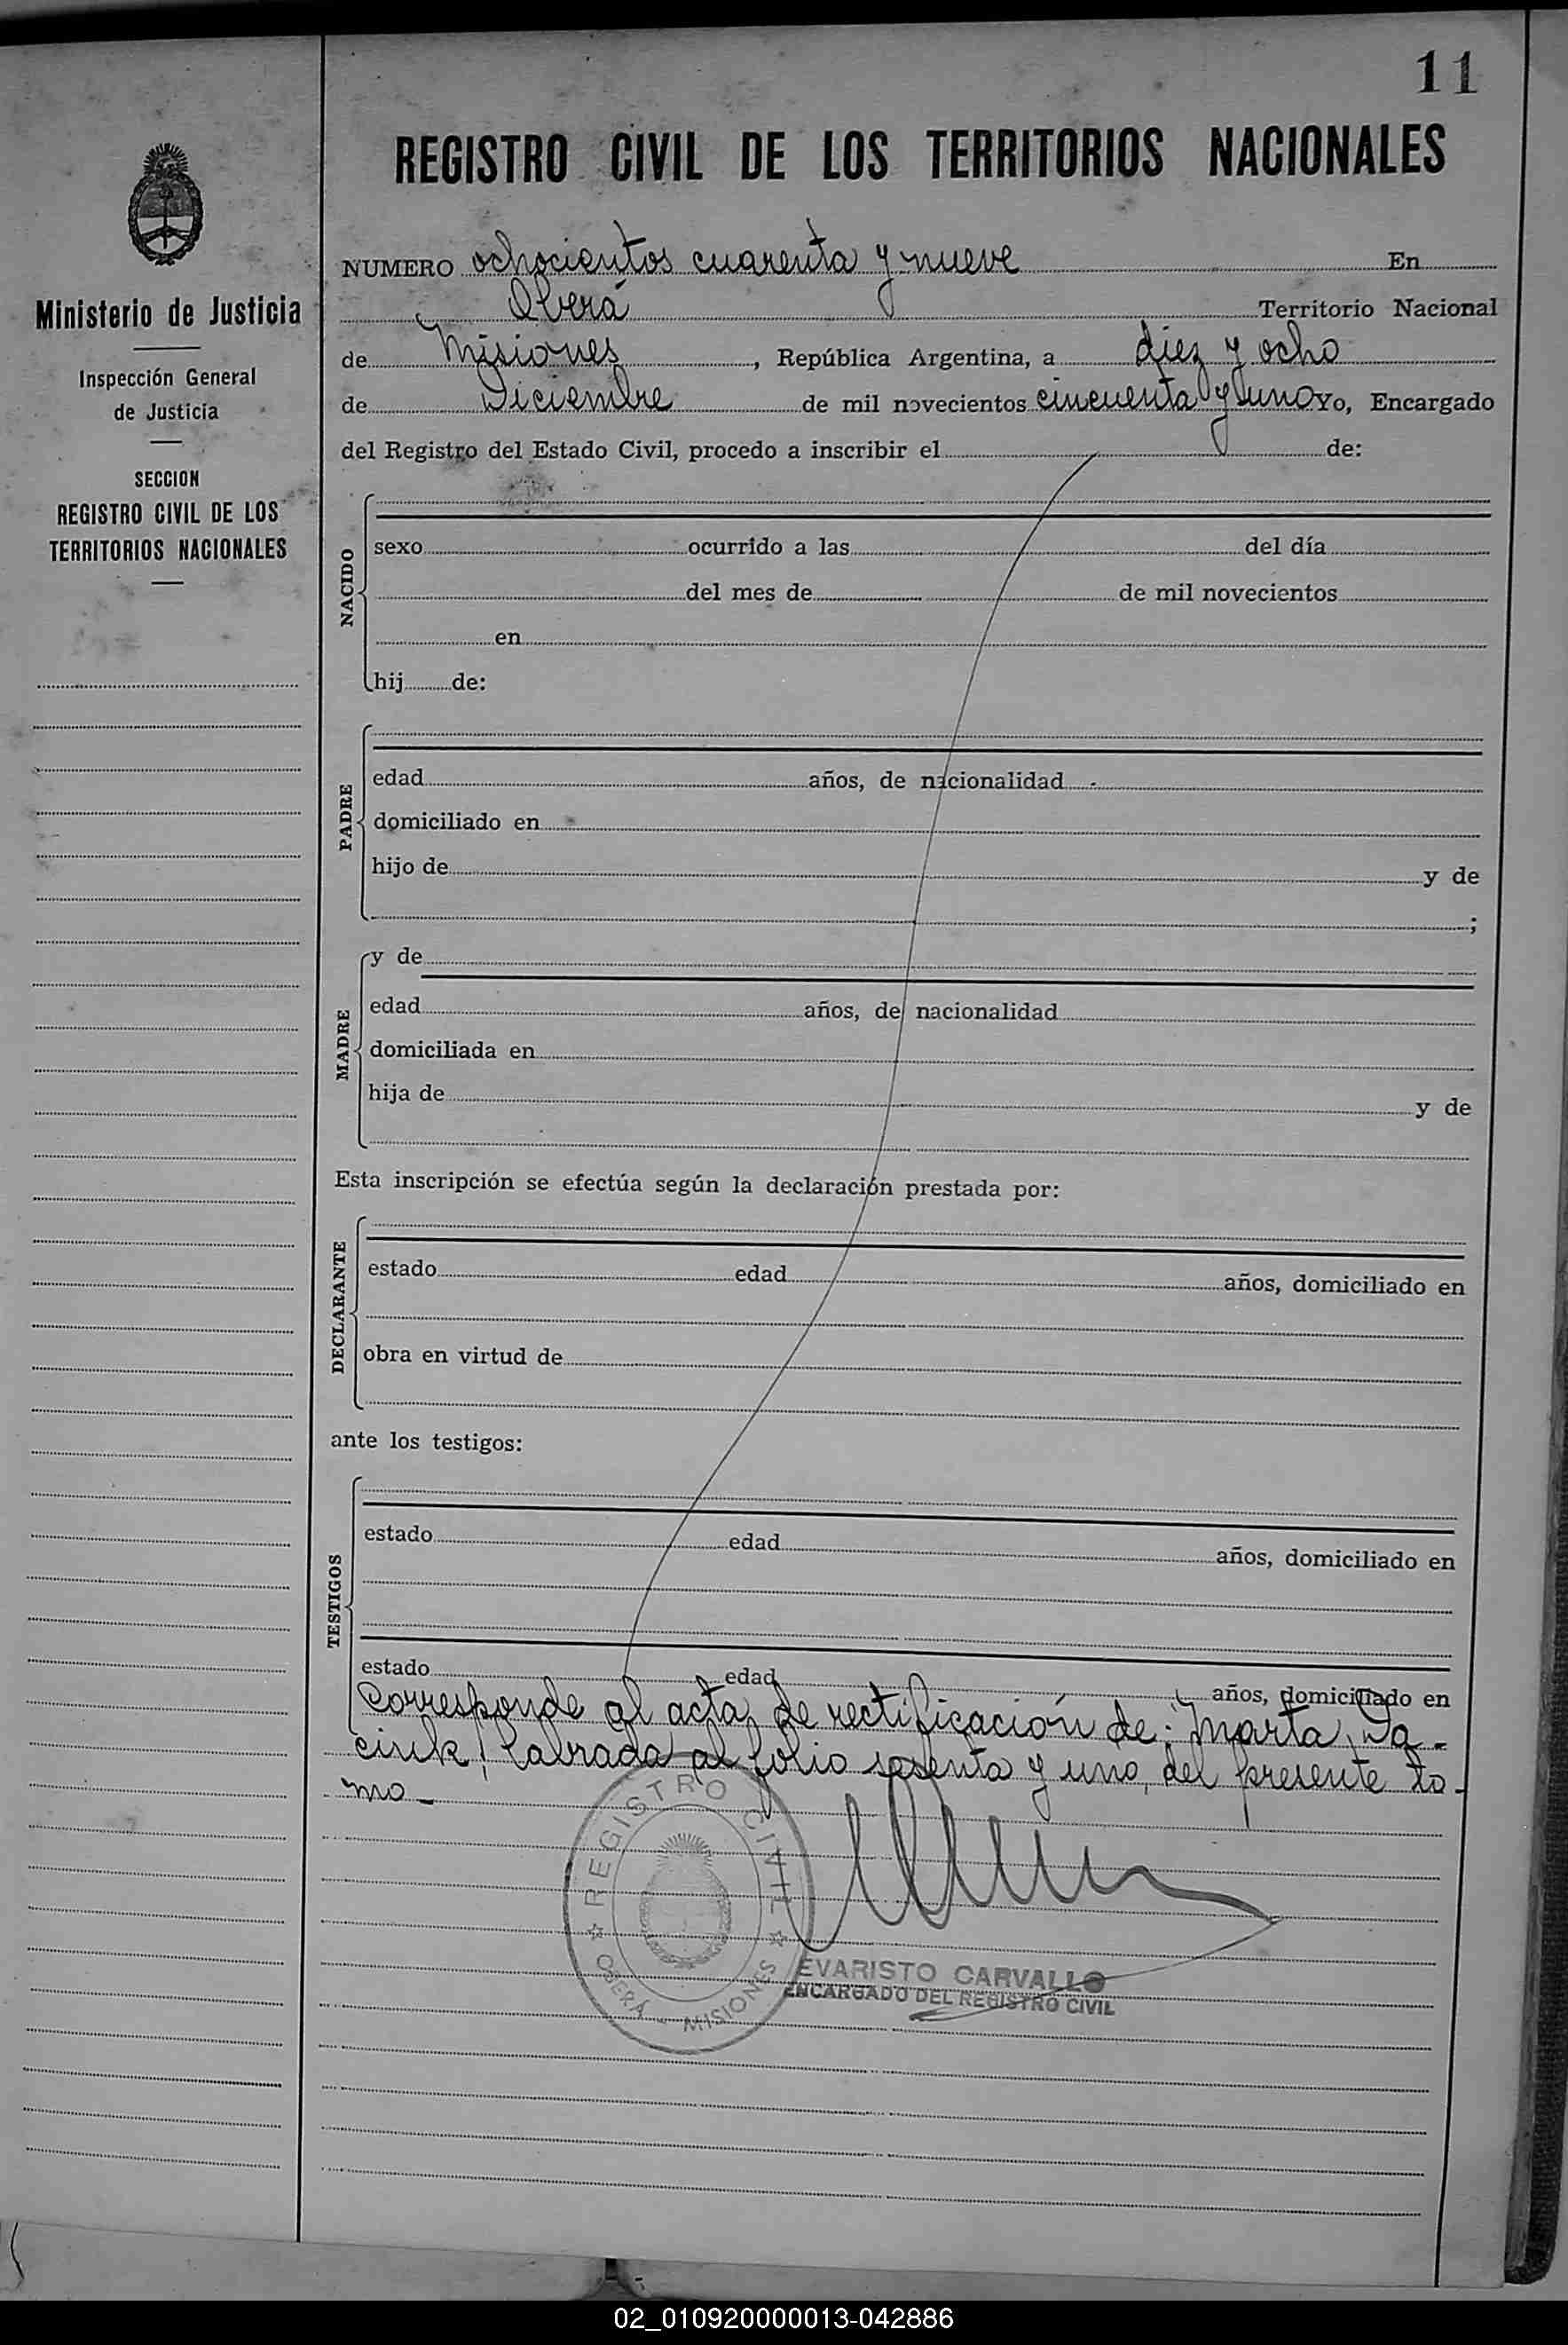 11
REGISTRO CIVIL DE LOS TERRITORIOS NACIONALES
Ministerio de Justicia
Inspección General
de Justicia
SECCION
REGISTRO CIVIL DE LOS
TERRITORIOS NACIONALES
NUMERO ochocientos cuarenta y nueve En
Oberá Territorio Nacional
de Misiones, República Argentina, a diez y ocho
de Diciembre de mil novecientos cincuenta y uno Yo, Encargado
del Registro del Estado Civil, procedo a inscribir el de:
NACIDO
sexo ocurrido a las del día
del mes de de mil novecientos
en
hij de:
PADRE
edad años, de nacionalidad
domiciliado en
hijo de y de
;
MADRE
y de
edad años, de nacionalidad
domiciliada en
hija de y de
Esta inscripción se efectúa según la declaración prestada por:
DECLARANTE
estado edad años, domiciliado en
obra en virtud de
ante los testigos:
TESTIGOS
estado edad años, domiciliado en
estado edad años, domiciliado en
Corresponde al acta de rectificación de: Marta
labrada al folio sesenta y uno, del presente to-
mo-
REGISTRO CIVIL
OBERÁ - MISIONES
EVARISTO CARVALLO
ENCARGADO DEL REGISTRO CIVIL
02_010920000013-042886